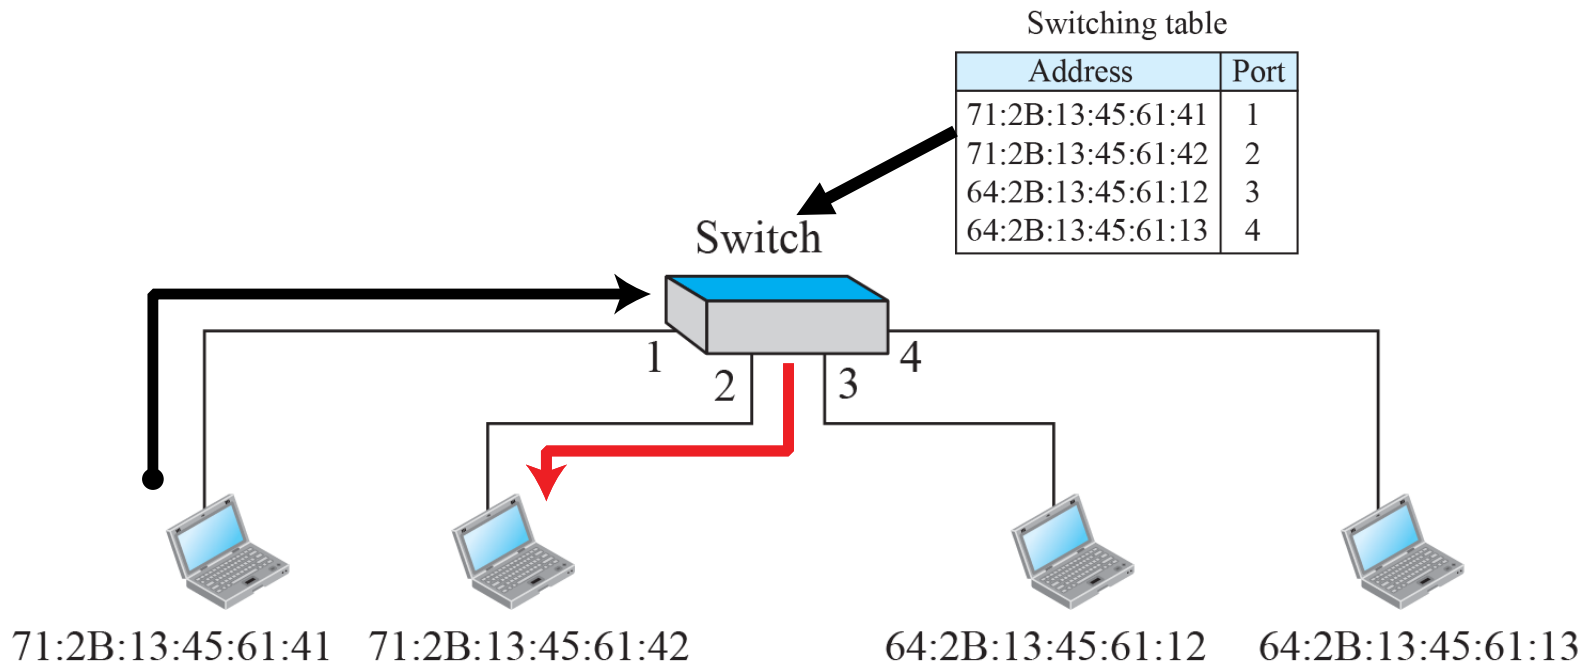 Switching table
Address Port
71:2B:13:45:61:41 1
71:2B:13:45:61:42 2
64:2B:13:45:61:12 3
64:2B:13:45:61:13 4
Switch
1
2
3
4
71:2B:13:45:61:41
71:2B:13:45:61:42
64:2B:13:45:61:12
64:2B:13:45:61:13